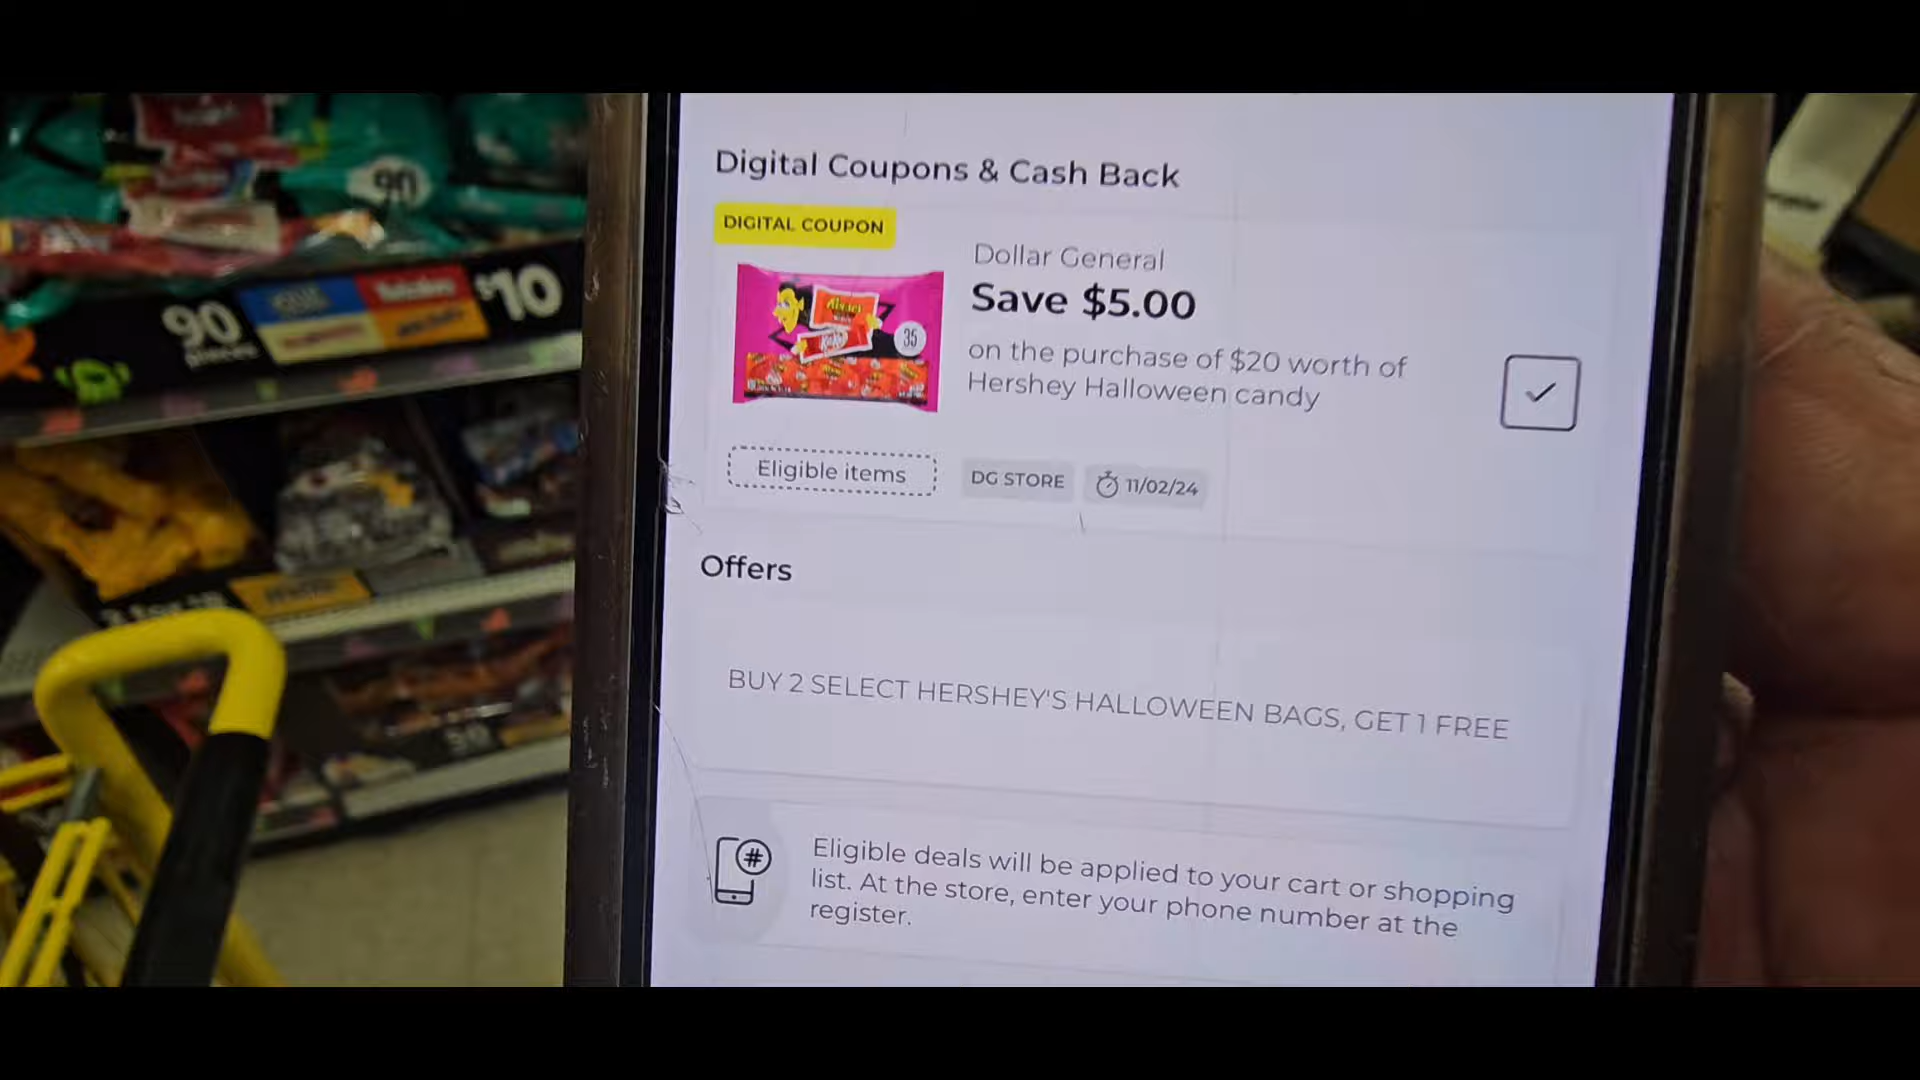 Digital Coupons & Cash Back
DIGITAL COUPON
Dollar General
Save $5.00
on the purchase of $20 worth of
Hershey Halloween candy
35
Eligible items
DG STORE
11/02/24
Offers
BUY 2 SELECT HERSHEY'S HALLOWEEN BAGS, GET 1 FREE
#
Eligible deals will be applied to your cart or shopping
list. At the store, enter your phone number at the
register.
90
90
pieces
$10
50